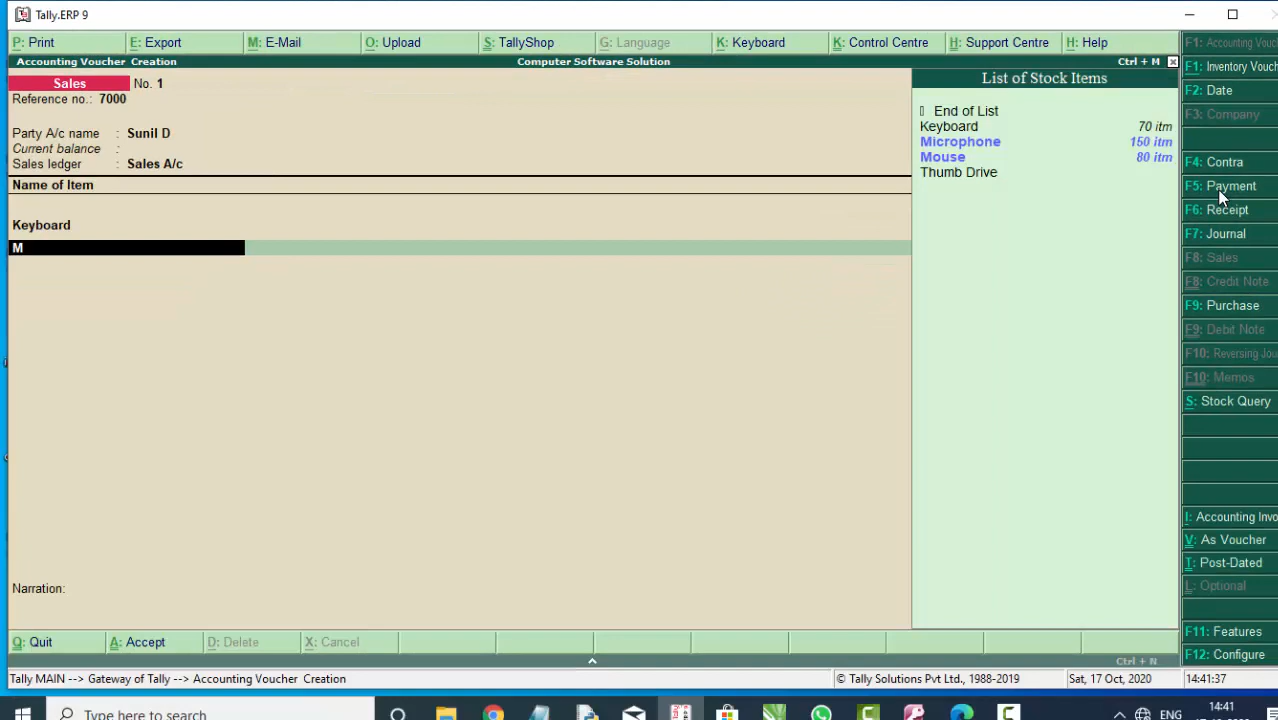 Tally.ERP 9
P: Print E: Export M: E-Mail O: Upload S: TallyShop G: Language K: Keyboard K: Control Centre H: Support Centre H: Help
Accounting Voucher Creation Computer Software Solution Ctrl + M
Sales No. 1
Reference no.: 7000
Party A/c name : Sunil D
Current balance :
Sales ledger : Sales A/c
Name of Item
Keyboard
M
Narration:
List of Stock Items
End of List
Keyboard 70 itm
Microphone 150 itm
Mouse 80 itm
Thumb Drive
F1: Accounting Vouc
F1: Inventory Vouch
F2: Date
F3: Company
F4: Contra
F5: Payment
F6: Receipt
F7: Journal
F8: Sales
F8: Credit Note
F9: Purchase
F9: Debit Note
F10: Reversing Jou
F10: Memos
S: Stock Query
I: Accounting Invo
V: As Voucher
T: Post-Dated
L: Optional
F11: Features
F12: Configure
Q: Quit A: Accept D: Delete X: Cancel
Ctrl + N
Tally MAIN --> Gateway of Tally --> Accounting Voucher Creation © Tally Solutions Pvt Ltd., 1988-2019 Sat, 17 Oct, 2020 14:41:37
Type here to search ENG 14:41